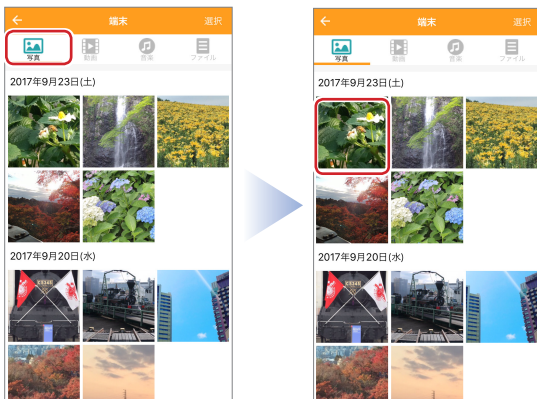 端末
選択
写真
動画
音楽
ファイル
2017年9月23日(土)
2017年9月20日(水)
端末
選択
写真
動画
音楽
ファイル
2017年9月23日(土)
2017年9月20日(水)